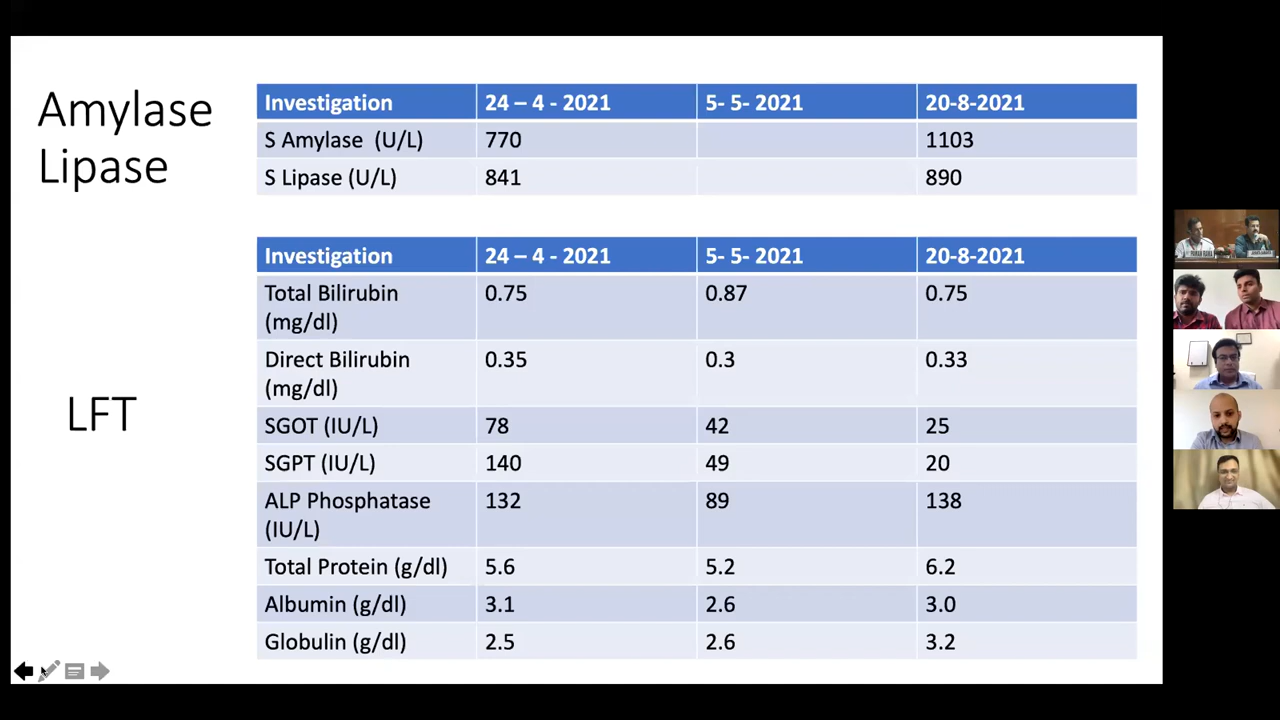 Amylase
Lipase
Investigation 24 – 4 - 2021 5- 5- 2021 20-8-2021
S Amylase (U/L) 770 1103
S Lipase (U/L) 841 890
LFT
Investigation 24 – 4 - 2021 5- 5- 2021 20-8-2021
Total Bilirubin (mg/dl) 0.75 0.87 0.75
Direct Bilirubin (mg/dl) 0.35 0.3 0.33
SGOT (IU/L) 78 42 25
SGPT (IU/L) 140 49 20
ALP Phosphatase (IU/L) 132 89 138
Total Protein (g/dl) 5.6 5.2 6.2
Albumin (g/dl) 3.1 2.6 3.0
Globulin (g/dl) 2.5 2.6 3.2